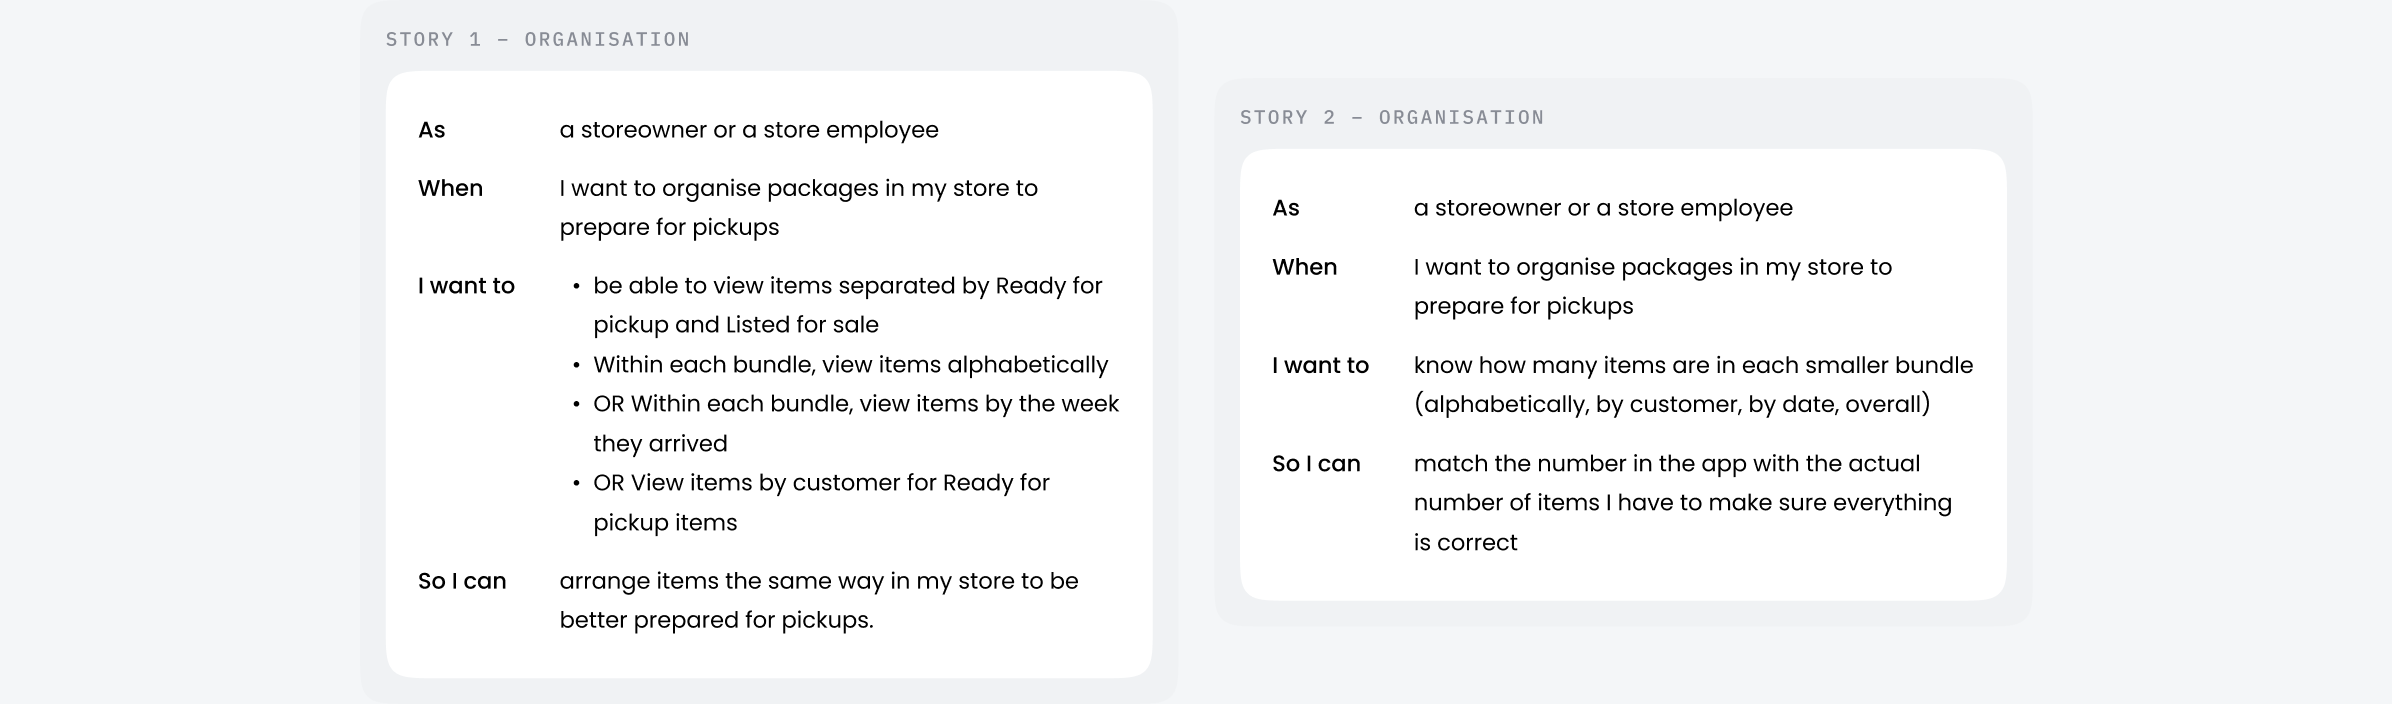 STORY 1 – ORGANISATION
As a storeowner or a store employee
When I want to organise packages in my store to
prepare for pickups
I want to • be able to view items separated by Ready for
pickup and Listed for sale
• Within each bundle, view items alphabetically
• OR Within each bundle, view items by the week
they arrived
• OR View items by customer for Ready for
pickup items
So I can arrange items the same way in my store to be
better prepared for pickups.
STORY 2 – ORGANISATION
As a storeowner or a store employee
When I want to organise packages in my store to
prepare for pickups
I want to know how many items are in each smaller bundle
(alphabetically, by customer, by date, overall)
So I can match the number in the app with the actual
number of items I have to make sure everything
is correct